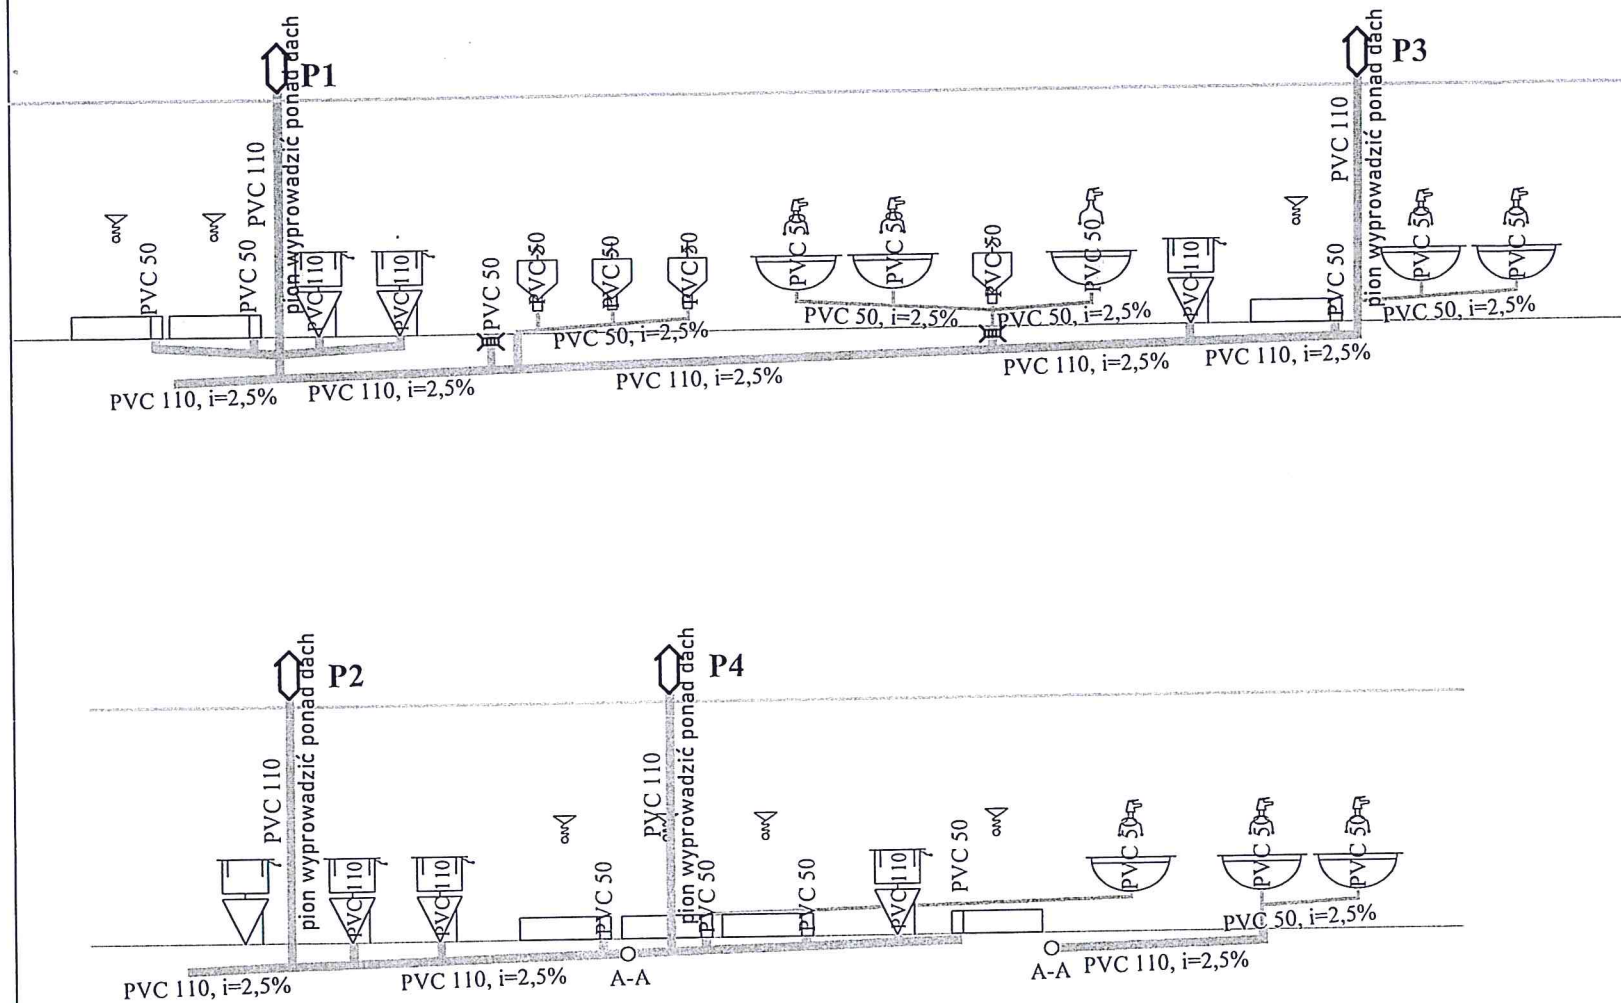 P1
pion wyprowadzić ponad dach
PVC 110
P3
pion wyprowadzić ponad dach
PVC 110
PVC 50
PVC 50
PVC 110
PVC 110
PVC 50
PVC 50
PVC 50
PVC 50
PVC 50
PVC 50
PVC 50
PVC 50
PVC 110
PVC 50
PVC 50
PVC 50
PVC 50, i=2,5%
PVC 50, i=2,5%
PVC 50, i=2,5%
PVC 50, i=2,5%
PVC 110, i=2,5%
PVC 110, i=2,5%
PVC 110, i=2,5%
PVC 110, i=2,5%
PVC 110, i=2,5%
P2
pion wyprowadzić ponad dach
PVC 110
P4
pion wyprowadzić ponad dach
PVC 110
PVC 110
PVC 110
PVC 50
PVC 50
PVC 50
PVC 110
PVC 50
PVC 50
PVC 50
PVC 50
PVC 50, i=2,5%
PVC 110, i=2,5%
PVC 110, i=2,5%
A-A
A-A
PVC 110, i=2,5%